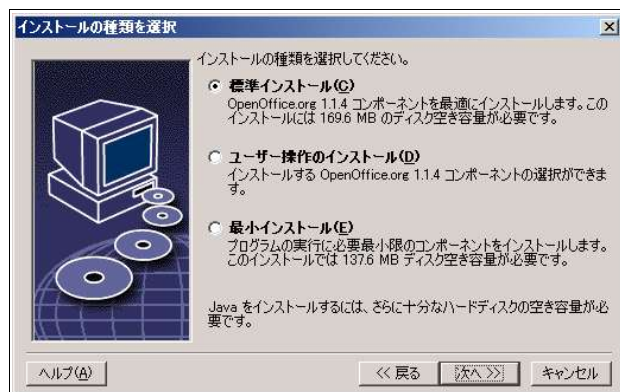 インストールの種類を選択
インストールの種類を選択してください。
標準インストール(C)
OpenOffice.org 1.1.4 コンポーネントを最適にインストールします。この
インストールには 169.6 MB のディスク空き容量が必要です。
ユーザー操作のインストール(D)
インストールする OpenOffice.org 1.1.4 コンポーネントの選択ができま
す。
最小インストール(E)
プログラムの実行に必要最小限のコンポーネントをインストールします。
このインストールでは 137.6 MB ディスク空き容量が必要です。
Java をインストールするには、さらに十分なハードディスクの空き容量が必
要です。
ヘルプ(A)
<< 戻る
次へ >>
キャンセル